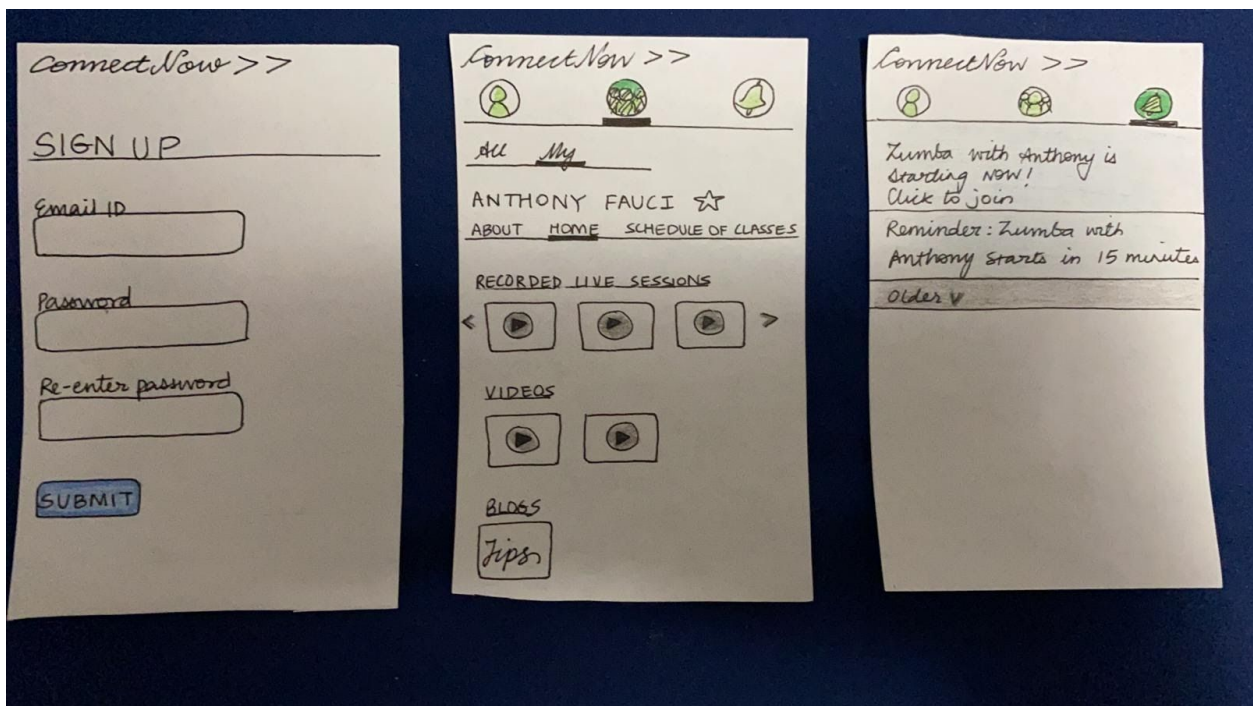 ConnectNow >>
SIGN UP
Email ID
Password
Re-enter password
SUBMIT
ConnectNow >>
All My
ANTHONY FAUCI
ABOUT HOME SCHEDULE OF CLASSES
RECORDED LIVE SESSIONS
< >
VIDEOS
BLOGS
Tips
ConnectNow >>
Zumba with Anthony is
starting NOW!
Click to join
Reminder: Zumba with
Anthony starts in 15 minutes
Older v